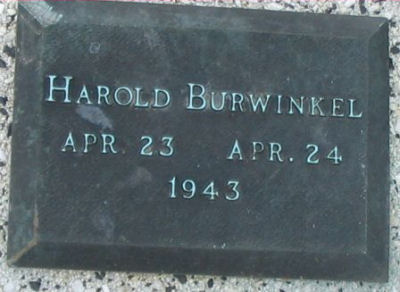 HAROLD BURWINKEL
APR. 23 APR. 24
1943